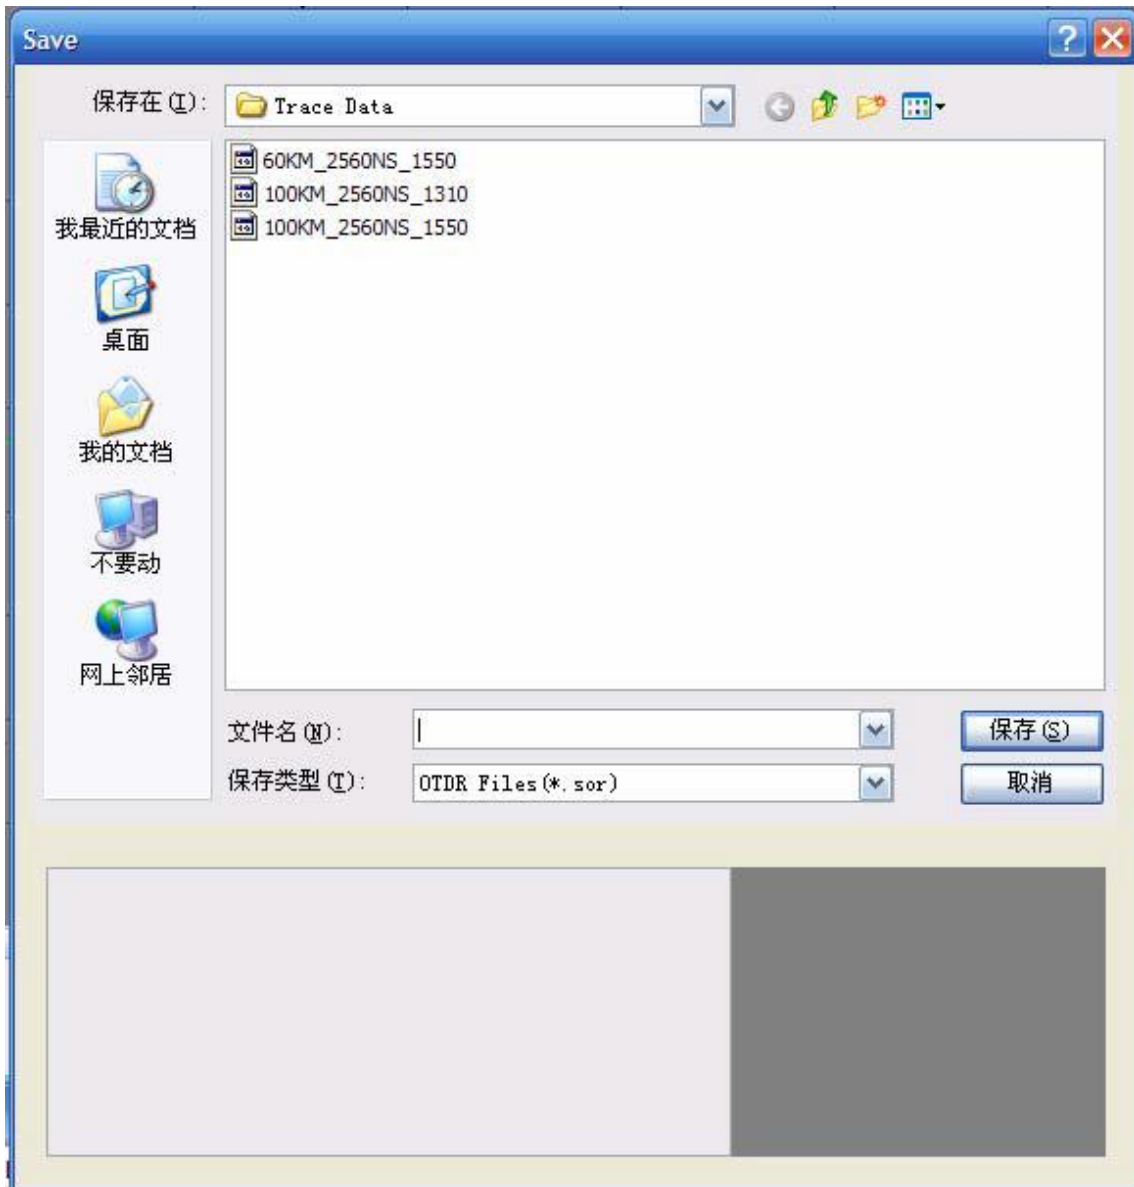 Save
保存在(I):
Trace Data
60KM_2560NS_1550
100KM_2560NS_1310
100KM_2560NS_1550
我最近的文档
桌面
我的文档
不要动
网上邻居
文件名(N):
保存(S)
保存类型(T):
OTDR Files(*.sor)
取消